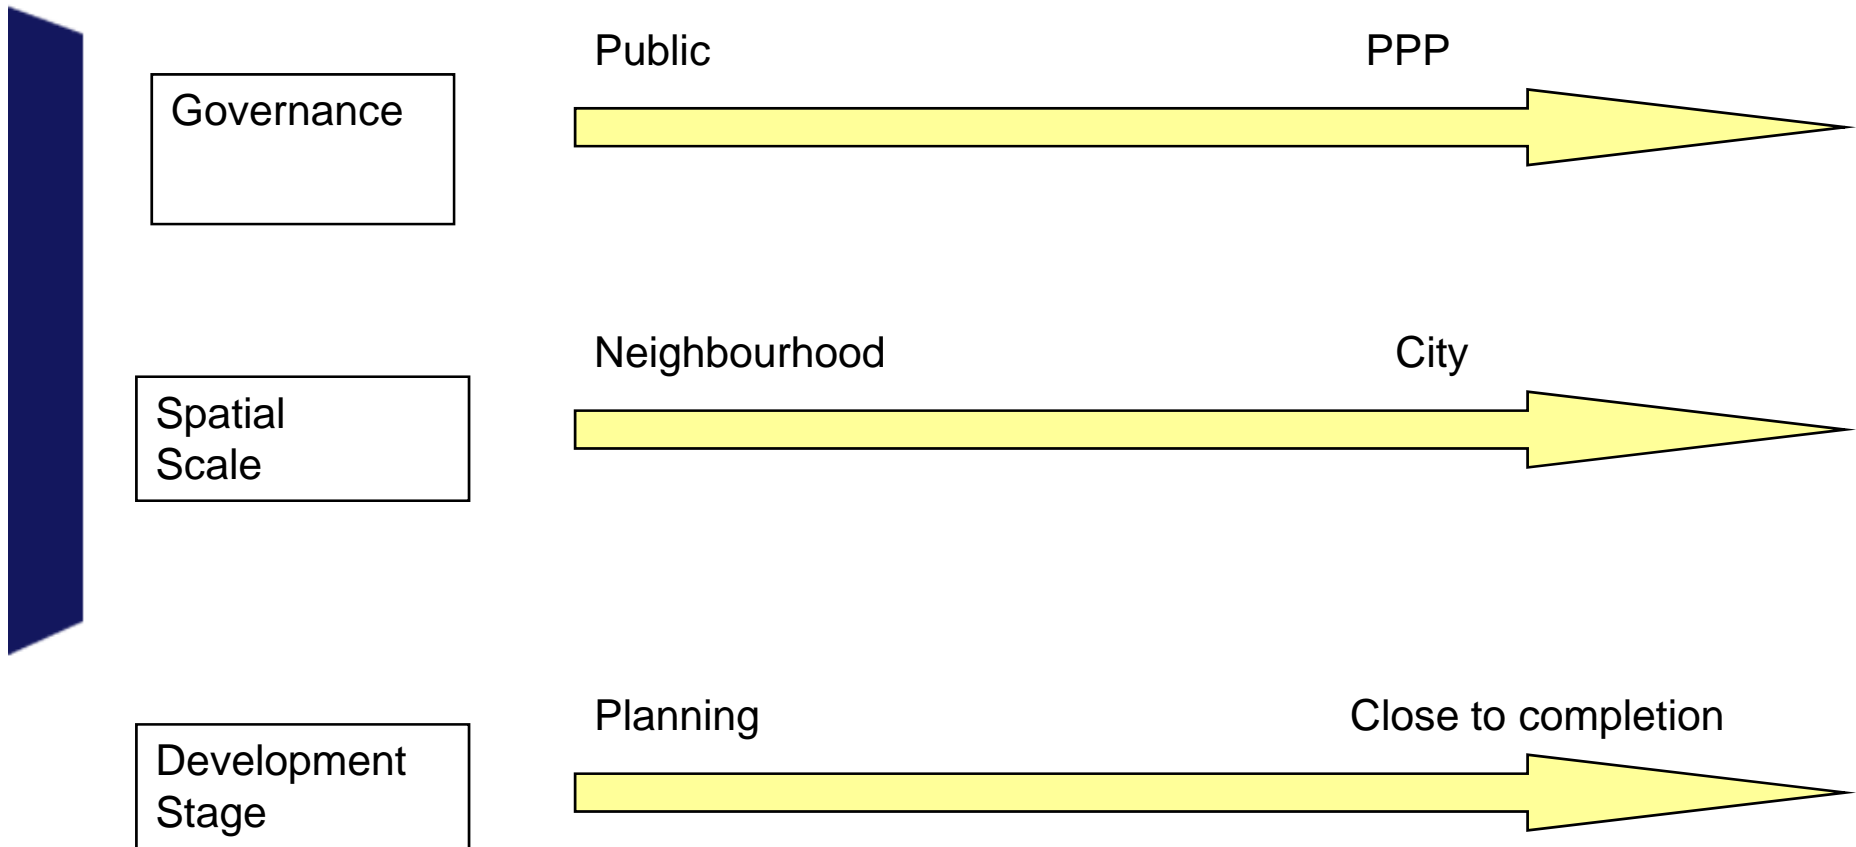 Public PPP
Governance
Neighbourhood City
Spatial
Scale
Planning Close to completion
Development
Stage